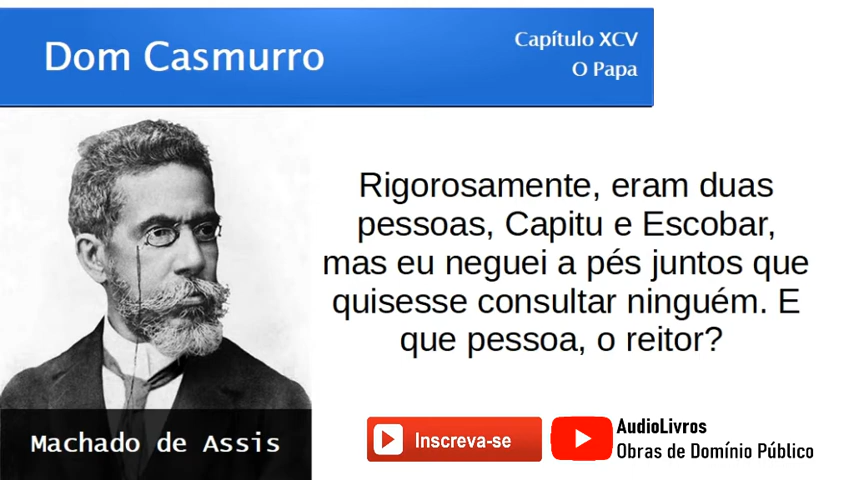 Dom Casmurro
Capítulo XCV
O Papa
Rigorosamente, eram duas
pessoas, Capitu e Escobar,
mas eu neguei a pés juntos que
quisesse consultar ninguém. E
que pessoa, o reitor?
Machado de Assis
Inscreva-se
AudioLivros
Obras de Domínio Público